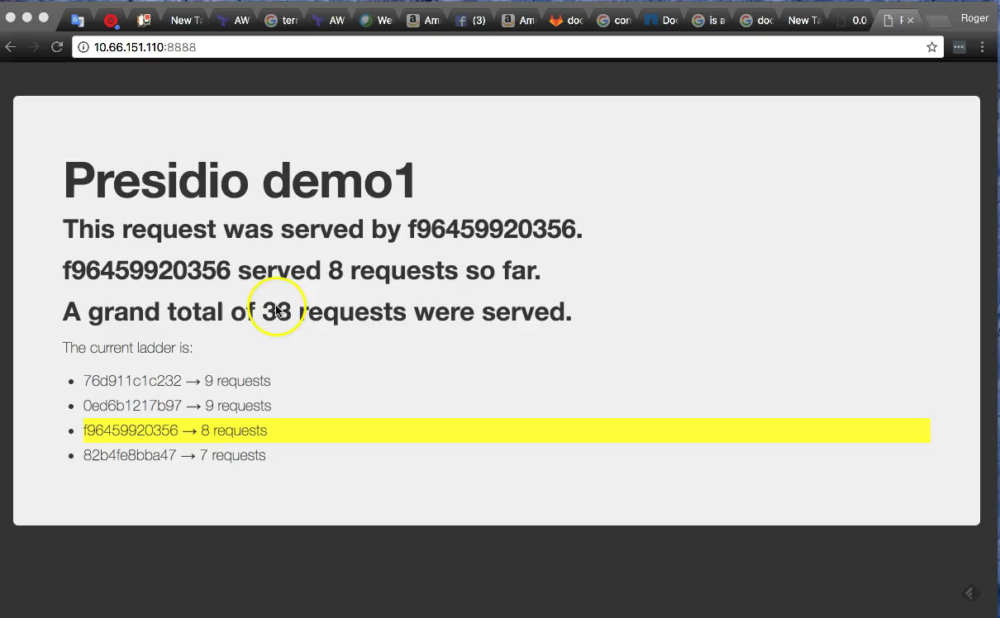 New Ta
AW
terr
AW
We
Am
(3)
Am
doc
con
Doc
is a
doc
New Ta
0.0
Roger
10.66.151.110:8888
Presidio demo1
This request was served by f96459920356.
f96459920356 served 8 requests so far.
A grand total of 33 requests were served.
The current ladder is:
• 76d911c1c232 → 9 requests
• 0ed6b1217b97 → 9 requests
• f96459920356 → 8 requests
• 82b4fe8bba47 → 7 requests